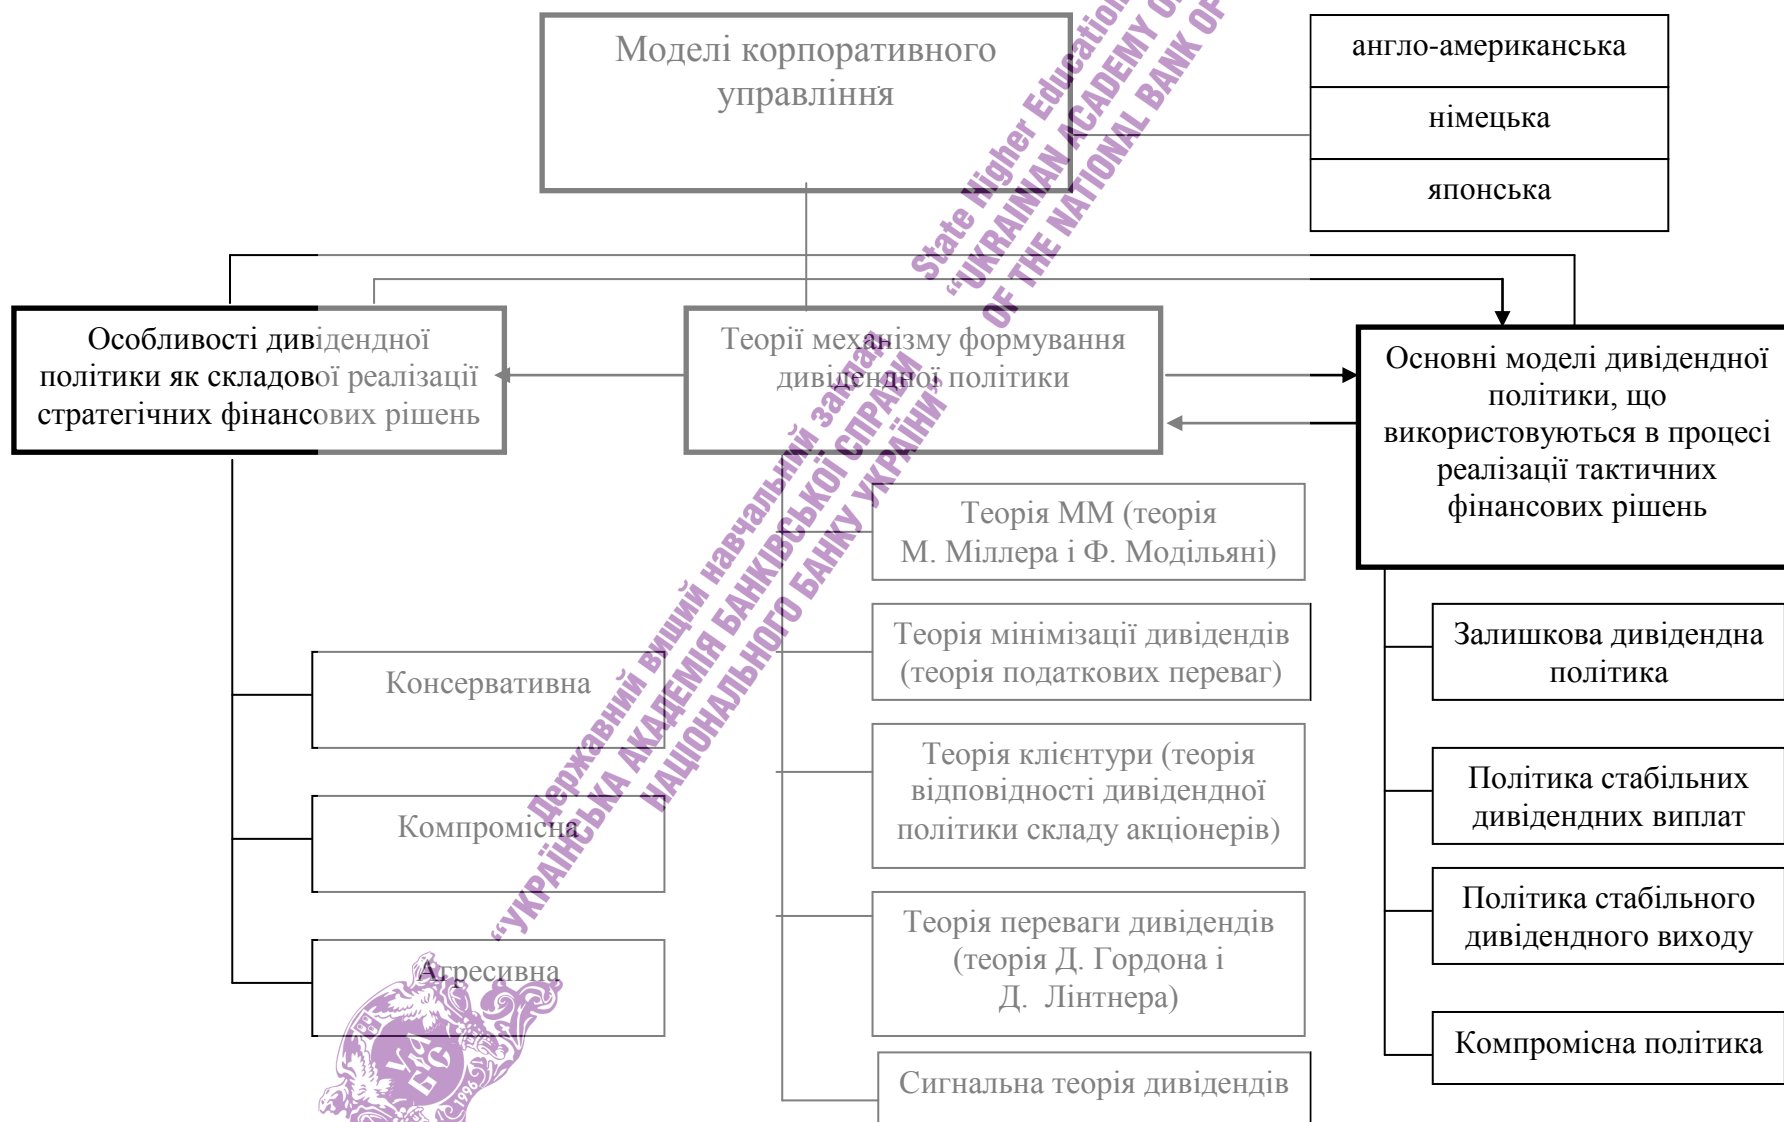 Моделі корпоративного
управління
англо-американська
німецька
японська
Особливості дивідендної
політики як складової реалізації
стратегічних фінансових рішень
Теорії механізму формування
дивідендної політики
Основні моделі дивідендної
політики, що
використовуються в процесі
реалізації тактичних
фінансових рішень
Консервативна
Компромісна
Агресивна
Теорія ММ (теорія
М. Міллера і Ф. Модільяні)
Теорія мінімізації дивідендів
(теорія податкових переваг)
Теорія клієнтури (теорія
відповідності дивідендної
політики складу акціонерів)
Теорія переваги дивідендів
(теорія Д. Гордона і
Д. Лінтнера)
Сигнальна теорія дивідендів
Залишкова дивідендна
політика
Політика стабільних
дивідендних виплат
Політика стабільного
дивідендного виходу
Компромісна політика
Державний вищий навчальний заклад
“УКРАЇНСЬКА АКАДЕМІЯ БАНКІВСЬКОЇ СПРАВИ
НАЦІОНАЛЬНОГО БАНКУ УКРАЇНИ”
State Higher Education
“UKRAINIAN ACADEMY OF
OF THE NATIONAL BANK OF
УА
БС
1996